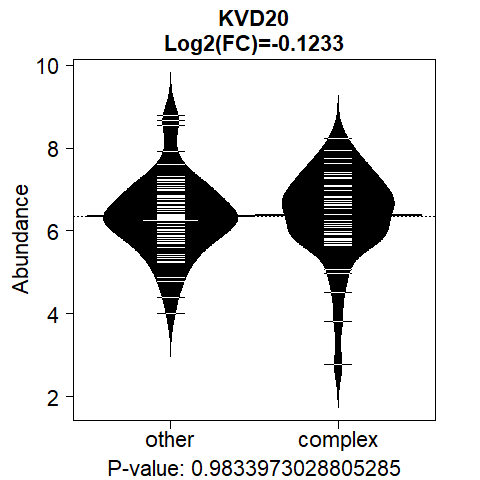 KVD20
Log2(FC)=-0.1233
Abundance
10
8
6
4
2
other complex
P-value: 0.9833973028805285